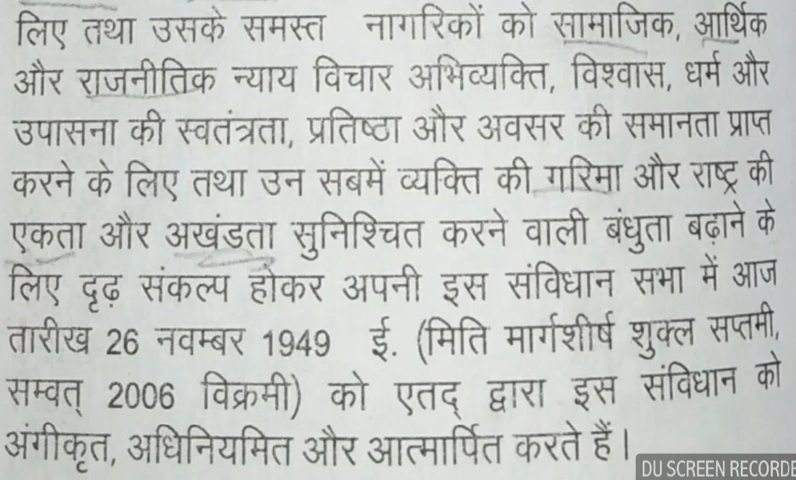 लिए तथा उसके समस्त नागरिकों को सामाजिक, आर्थिक
और राजनीतिक न्याय विचार अभिव्यक्ति, विश्वास, धर्म और
उपासना की स्वतंत्रता, प्रतिष्ठा और अवसर की समानता प्राप्त
करने के लिए तथा उन सबमें व्यक्ति की गरिमा और राष्ट्र की
एकता और अखंडता सुनिश्चित करने वाली बंधुता बढ़ाने के
लिए दृढ़ संकल्प होकर अपनी इस संविधान सभा में आज
तारीख 26 नवम्बर 1949 ई. (मिति मार्गशीर्ष शुक्ल सप्तमी,
सम्वत् 2006 विक्रमी) को एतद् द्वारा इस संविधान को
अंगीकृत, अधिनियमित और आत्मार्पित करते हैं।
DU SCREEN RECORDE